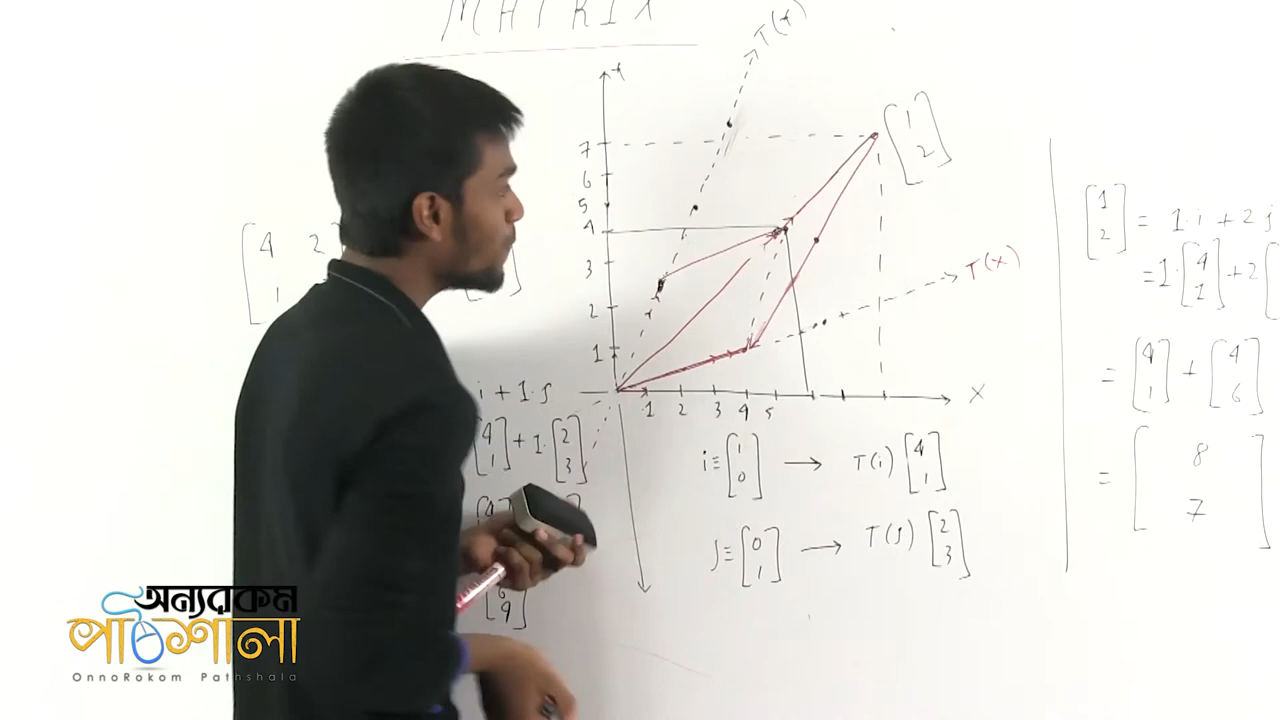 MATRIX
T(Y)
Y
7
6
5
4
3
2
1
1 2 3 4 5
X
T(X)
[1
2]
[4 2
1
i + 1·j
[4
1] + 1·[2
3]
[6
4]
i ≡ [1
0] → T(i) [4
1]
j ≡ [0
1] → T(j) [2
3]
[1
2] = 1·i + 2j
= 1·[4
1] + 2[
= [4
1] + [4
6]
= [8
7]
অন্যরকম
পাঠশালা
OnnoRokom Pathshala